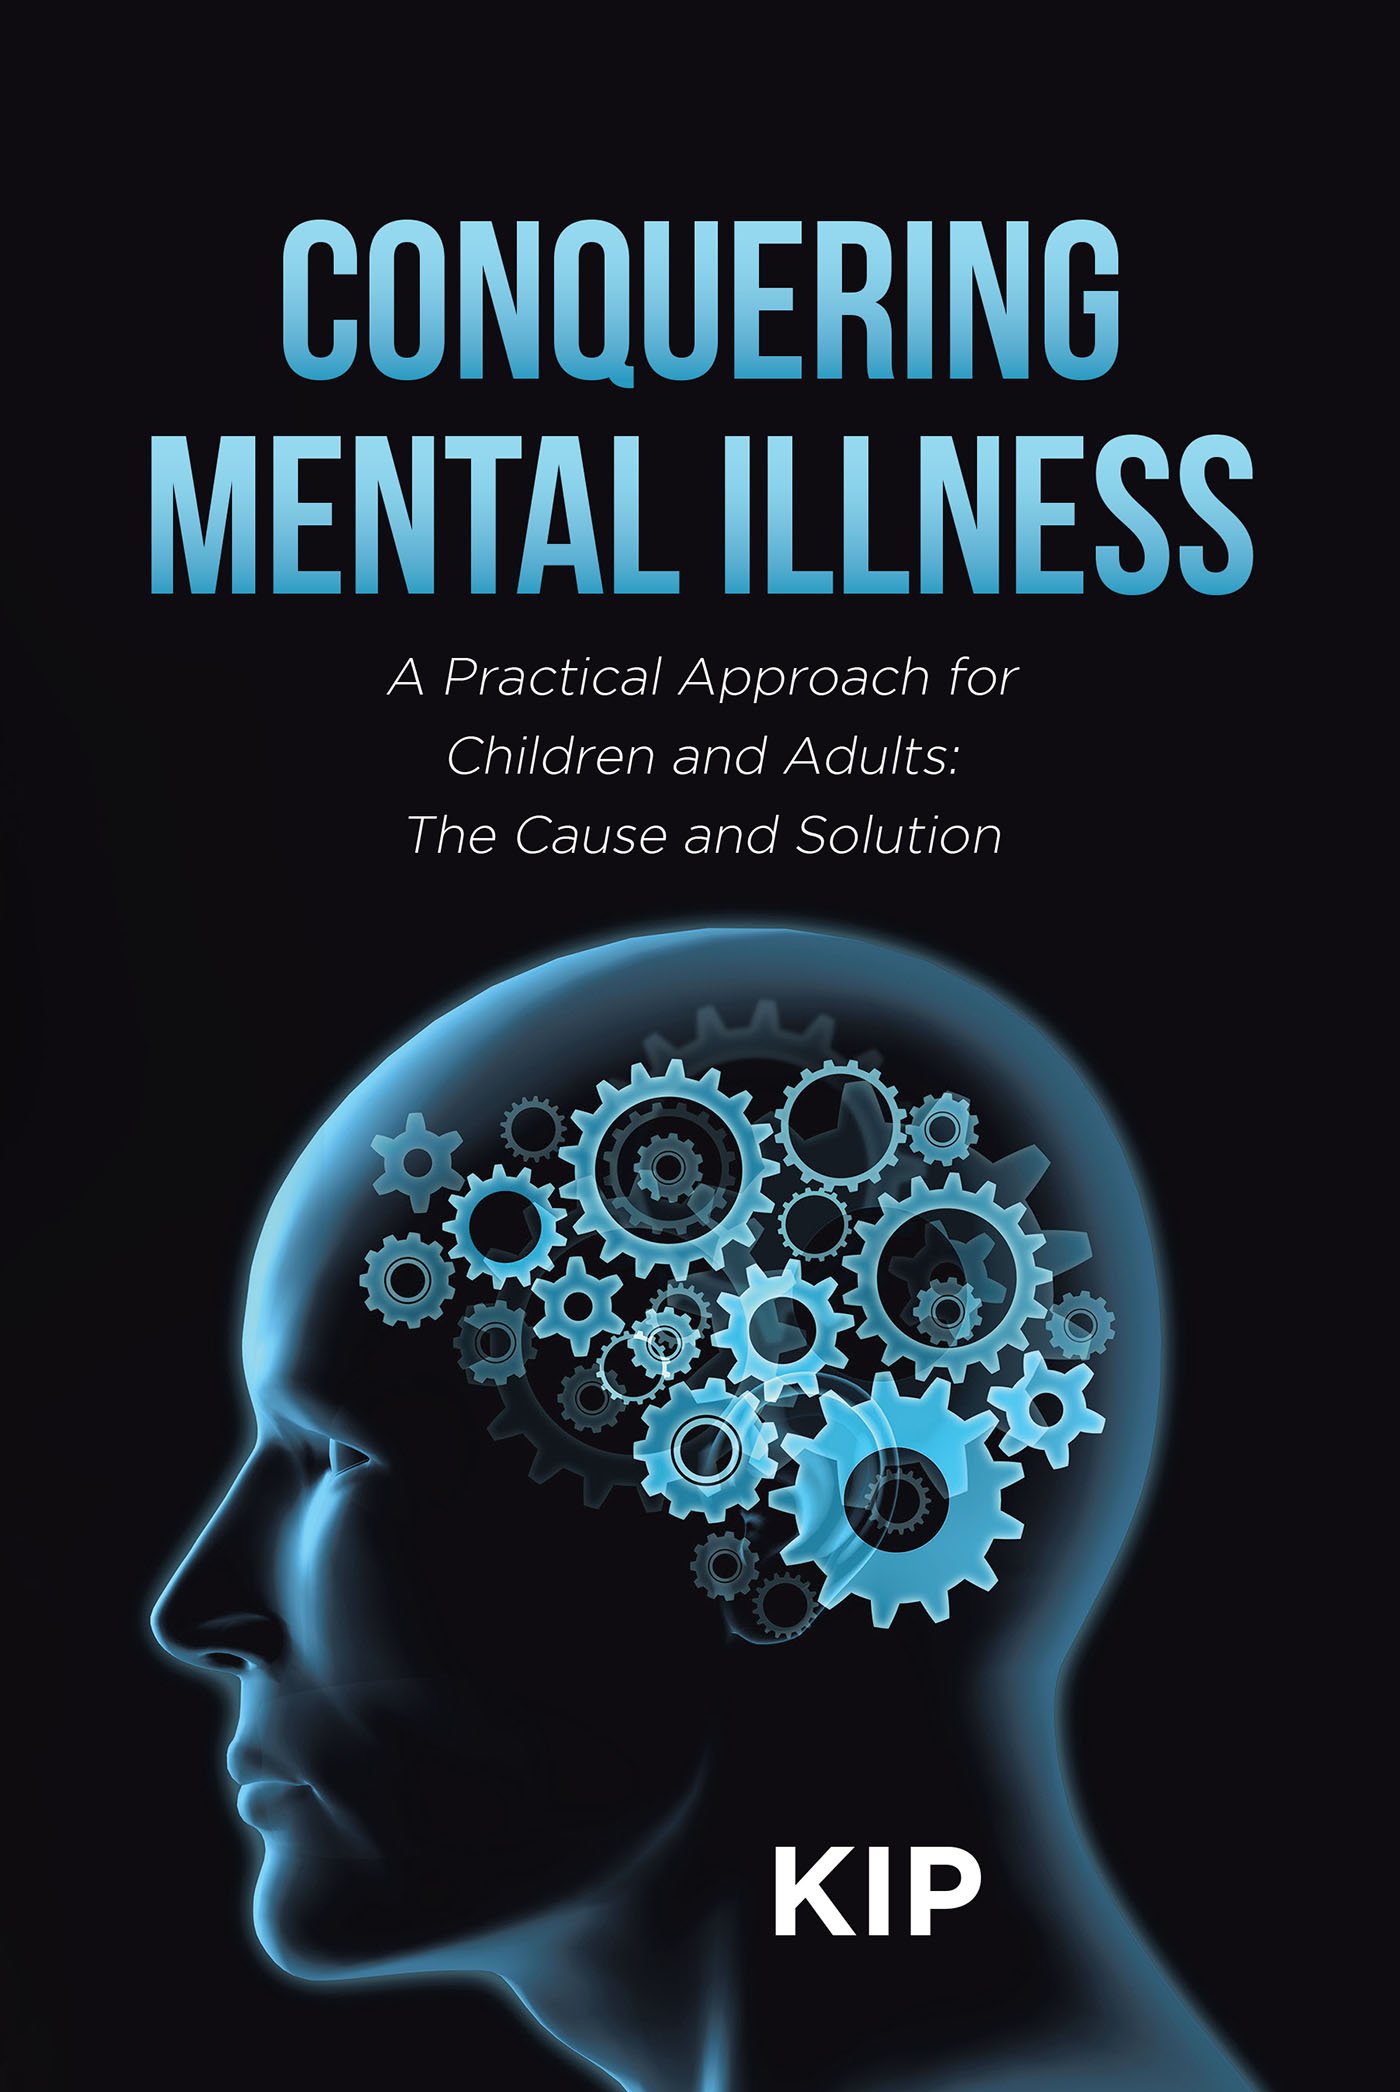 CONQUERING
MENTAL ILLNESS
A Practical Approach for
Children and Adults:
The Cause and Solution
KIP